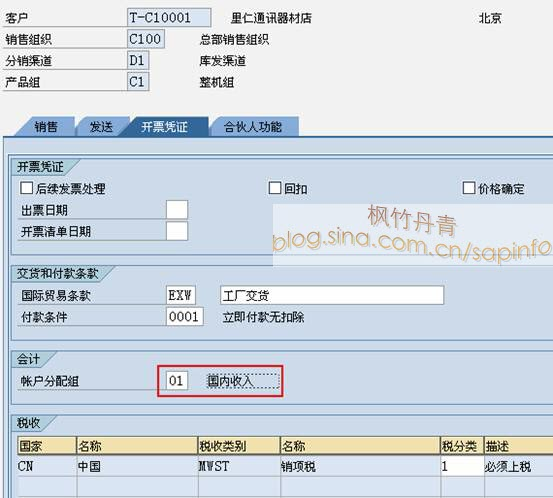 客户 T-C10001 里仁通讯器材店 北京
销售组织 C100 总部销售组织
分销渠道 D1 库发渠道
产品组 C1 整机组
销售 发送 开票凭证 合伙人功能
开票凭证
后续发票处理 回扣 价格确定
出票日期
开票清单日期
枫竹丹青
blog.sina.com.cn/sapinfo
交货和付款条款
国际贸易条款 EXW 工厂交货
付款条件 0001 立即付款无扣除
会计
帐户分配组 01 国内收入
税收
国家 名称 税收类别 名称 税分类 描述
CN 中国 MWST 销项税 1 必须上税